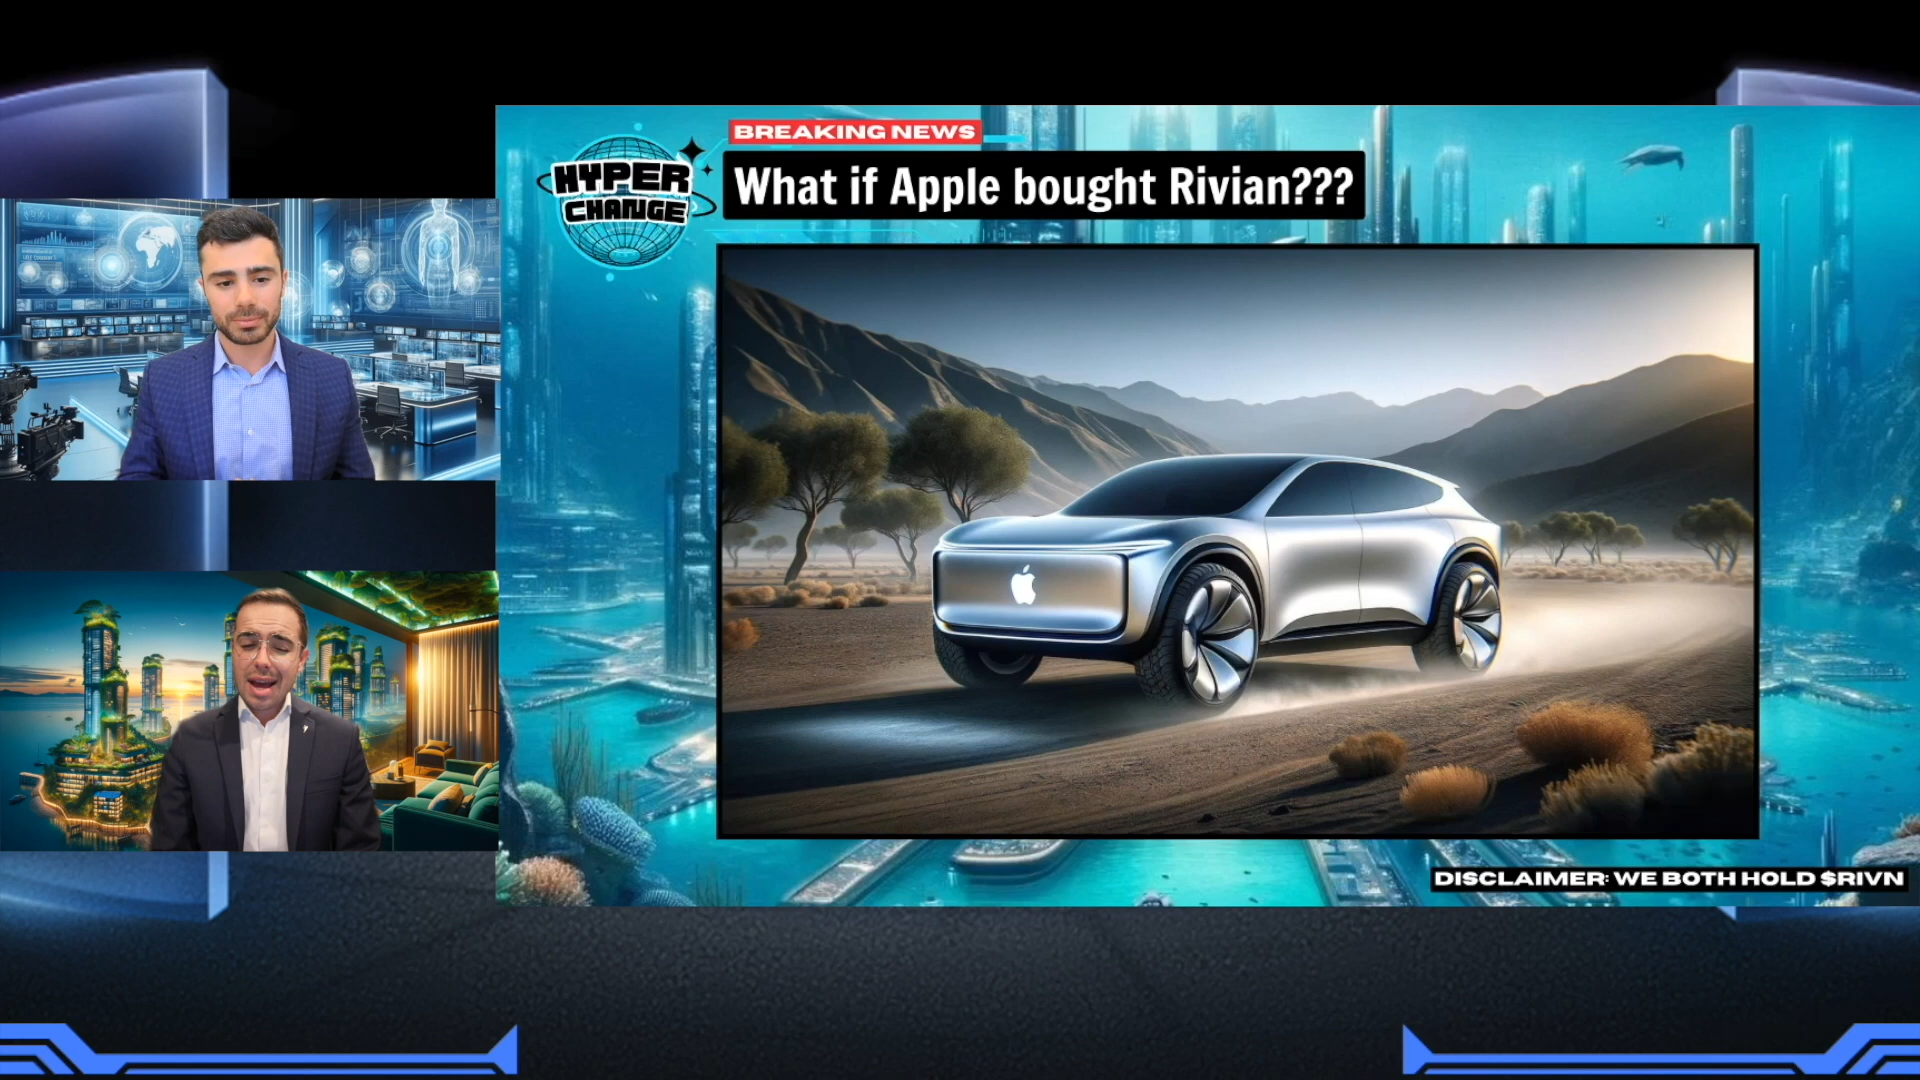 BREAKING NEWS
HYPER
CHANGE
What if Apple bought Rivian???
DISCLAIMER: WE BOTH HOLD $RIVN